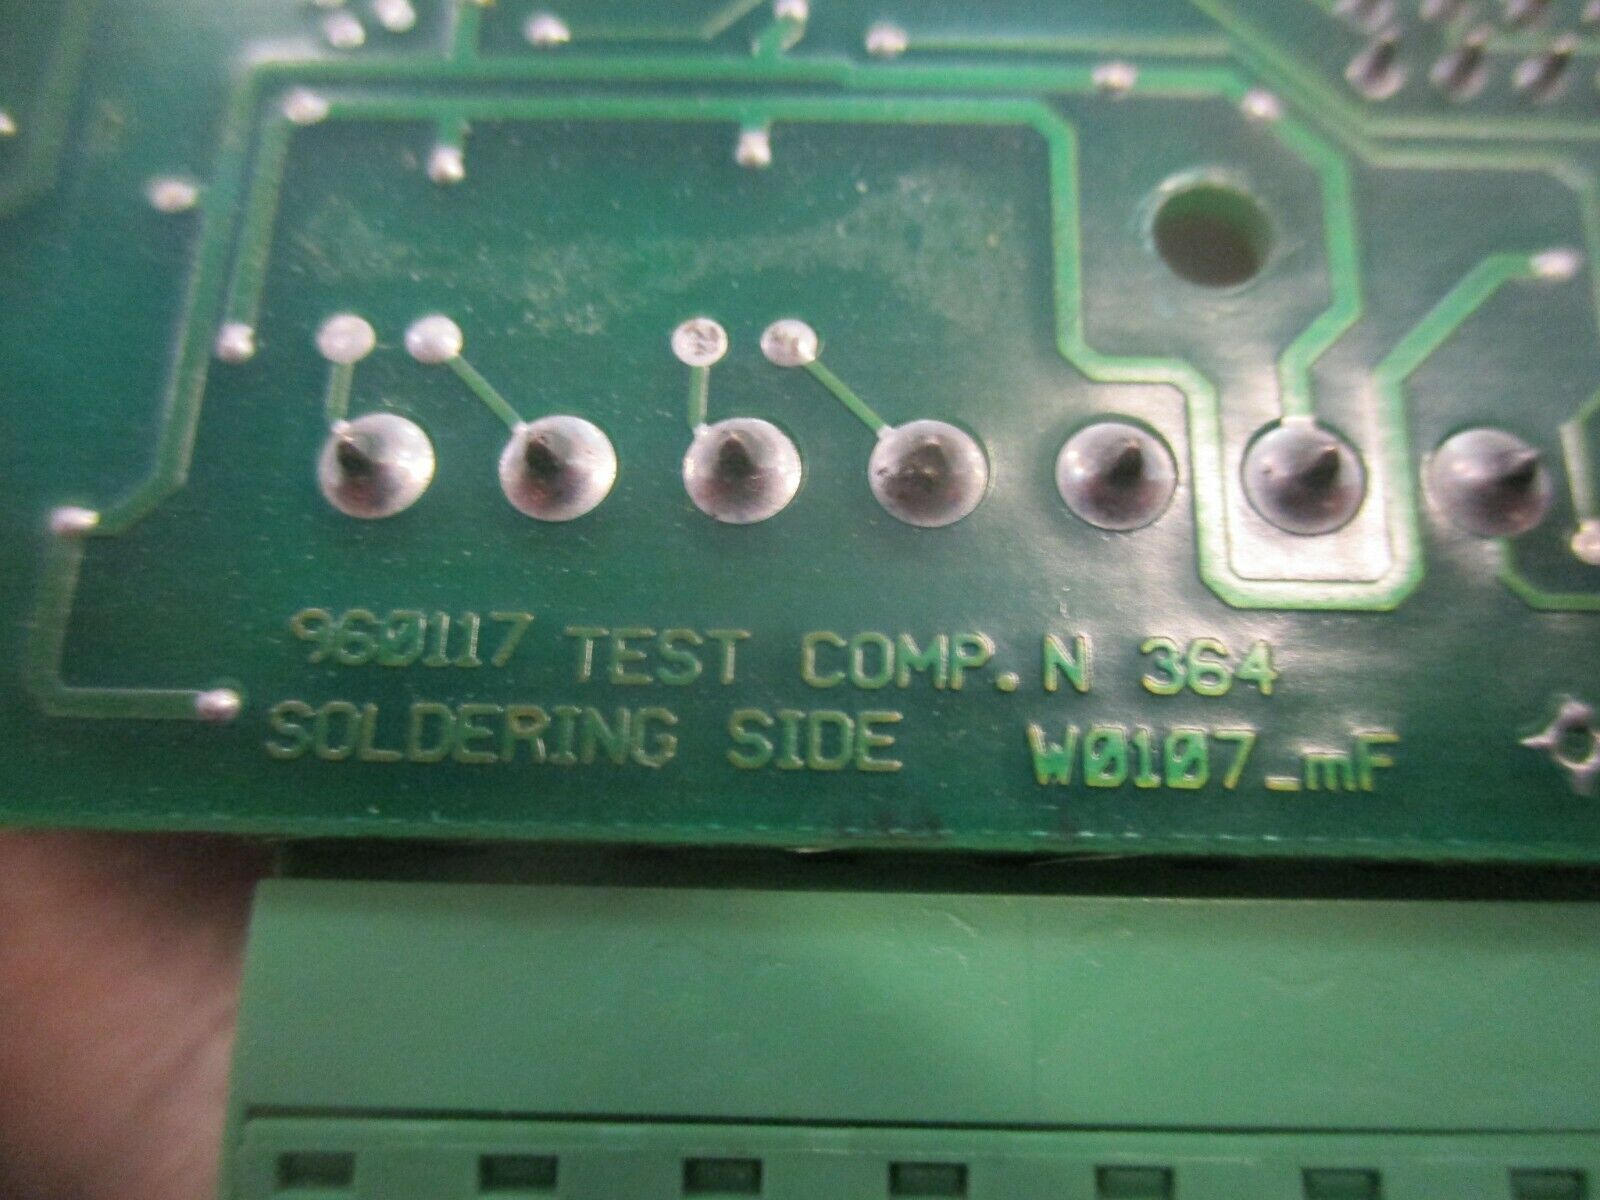 960117 TEST COMP.N 364
SOLDERING SIDE W0107_mF